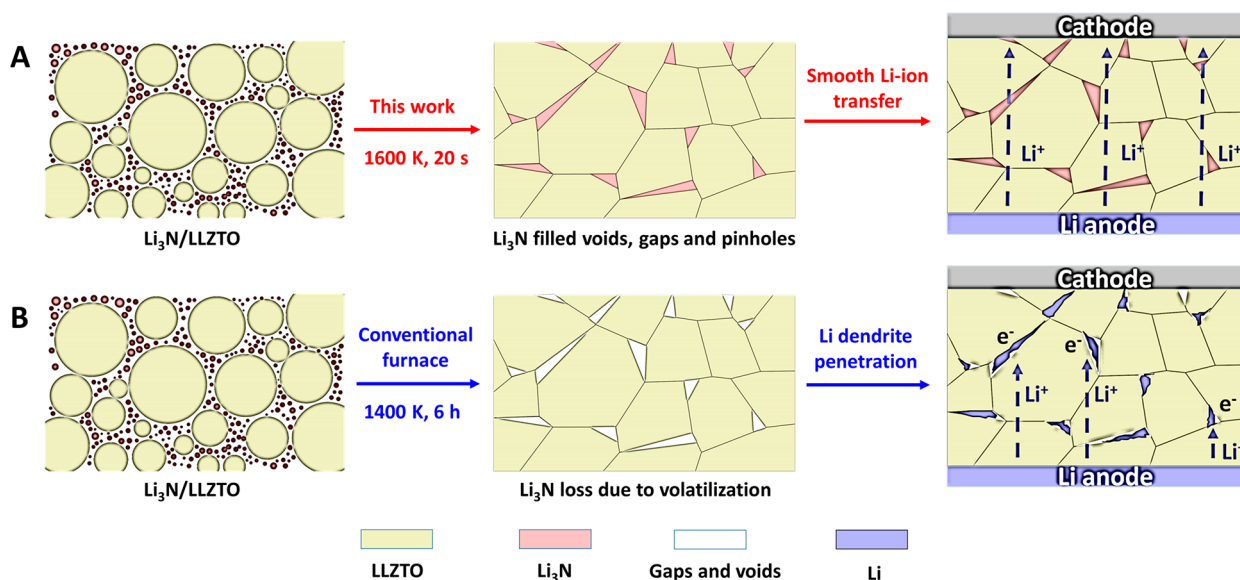 A
Li₃N/LLZTO
This work
1600 K, 20 s
Li₃N filled voids, gaps and pinholes
Smooth Li-ion
transfer
Cathode
Li⁺ Li⁺ Li⁺
Li anode
B
Li₃N/LLZTO
Conventional
furnace
1400 K, 6 h
Li₃N loss due to volatilization
Li dendrite
penetration
Cathode
e⁻ e⁻
Li⁺ Li⁺
e⁻
Li⁺
Li anode
LLZTO Li₃N Gaps and voids Li